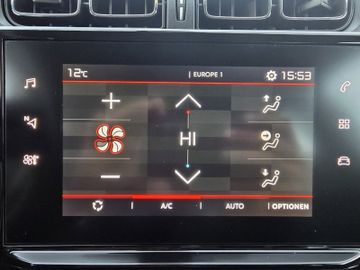 12°C | EUROPE 1 15:53
HI
A/C AUTO OPTIONEN